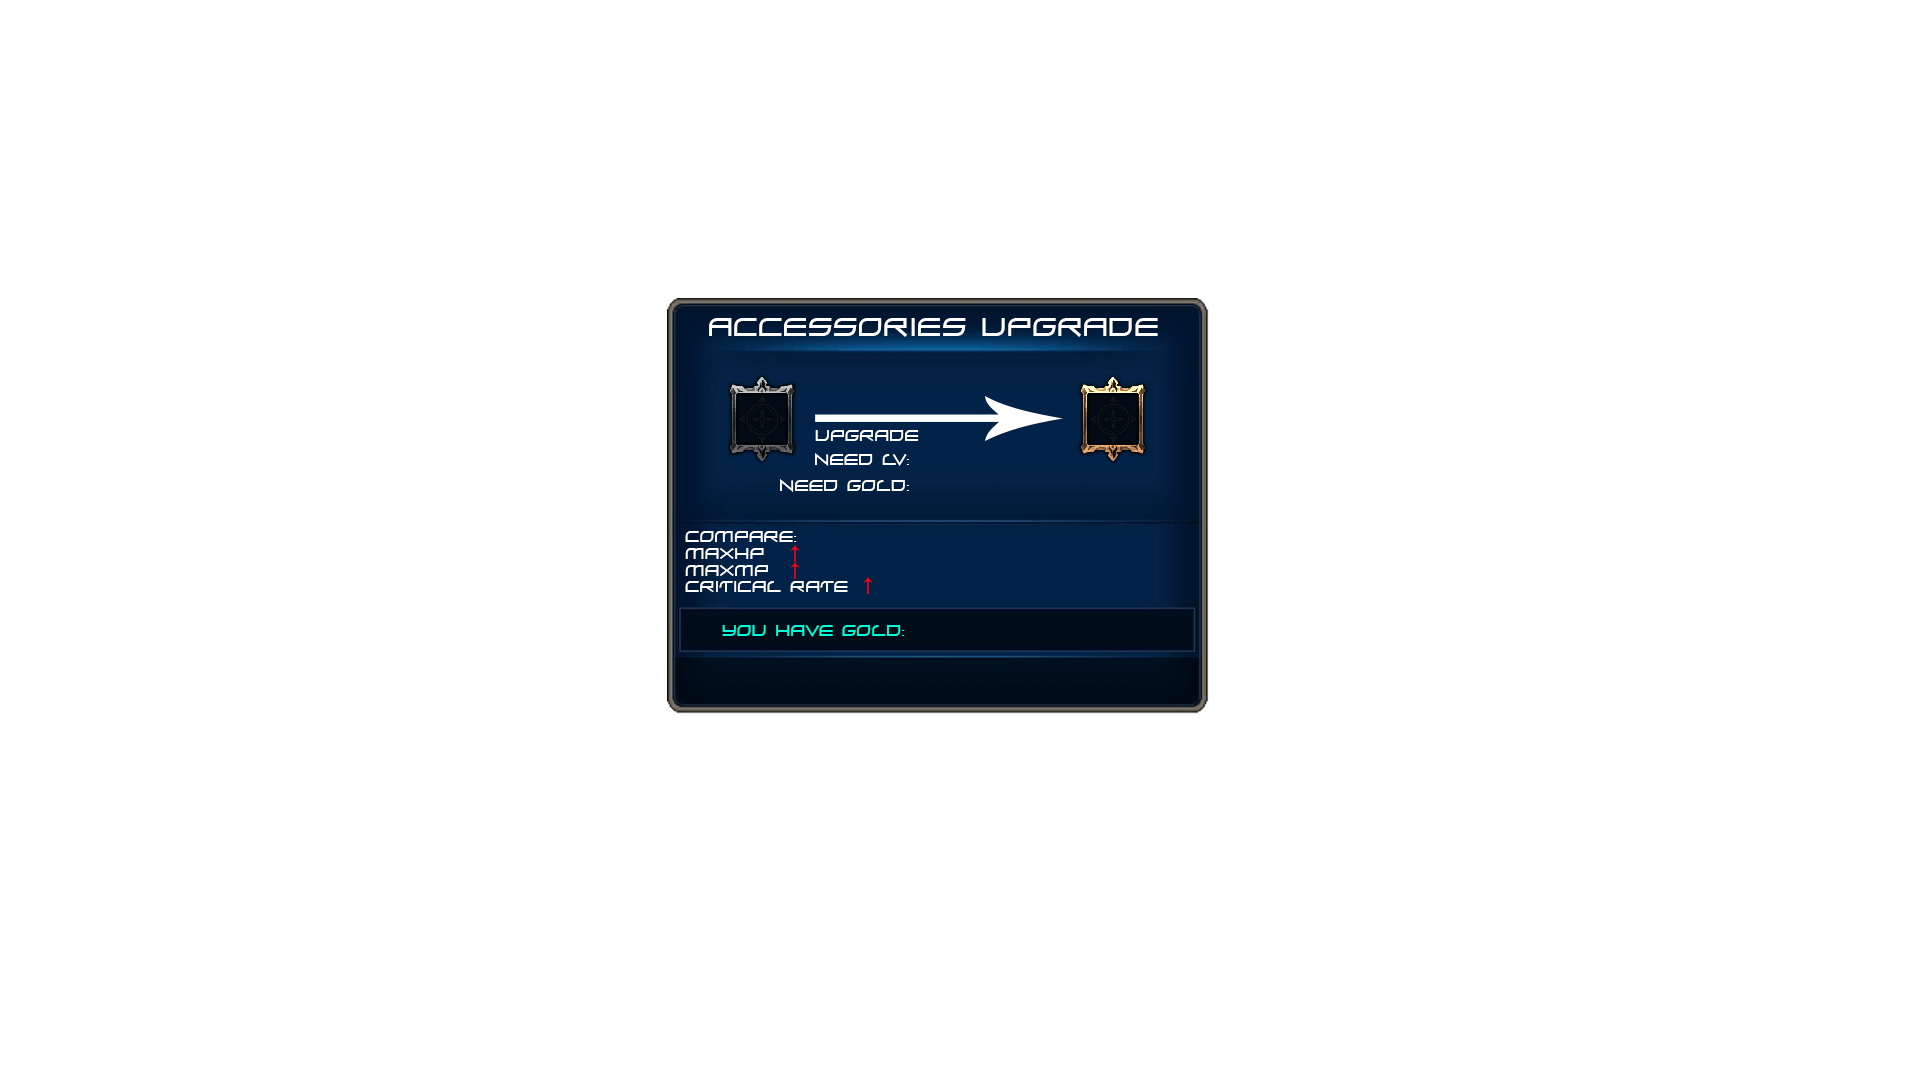 ACCESSORIES UPGRADE
UPGRADE
NEED LV:
NEED GOLD:
COMPARE:
MAXHP ↑
MAXMP ↑
CRITICAL RATE ↑
YOU HAVE GOLD: